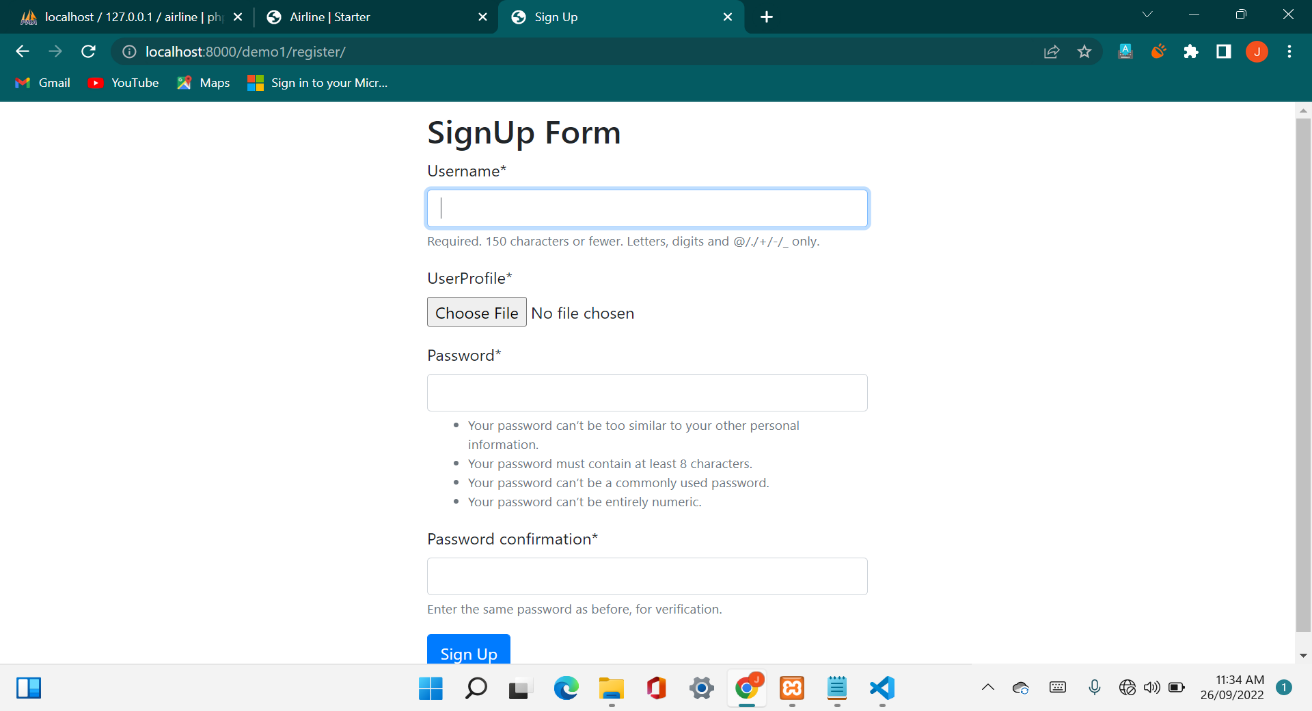 localhost / 127.0.0.1 / airline | ph
Airline | Starter
Sign Up
localhost:8000/demo1/register/
J
Gmail
YouTube
Maps
Sign in to your Micr...
SignUp Form
Username*
Required. 150 characters or fewer. Letters, digits and @/./+/-/_ only.
UserProfile*
Choose File No file chosen
Password*
• Your password can't be too similar to your other personal
information.
• Your password must contain at least 8 characters.
• Your password can't be a commonly used password.
• Your password can't be entirely numeric.
Password confirmation*
Enter the same password as before, for verification.
Sign Up
J
11:34 AM
26/09/2022
1